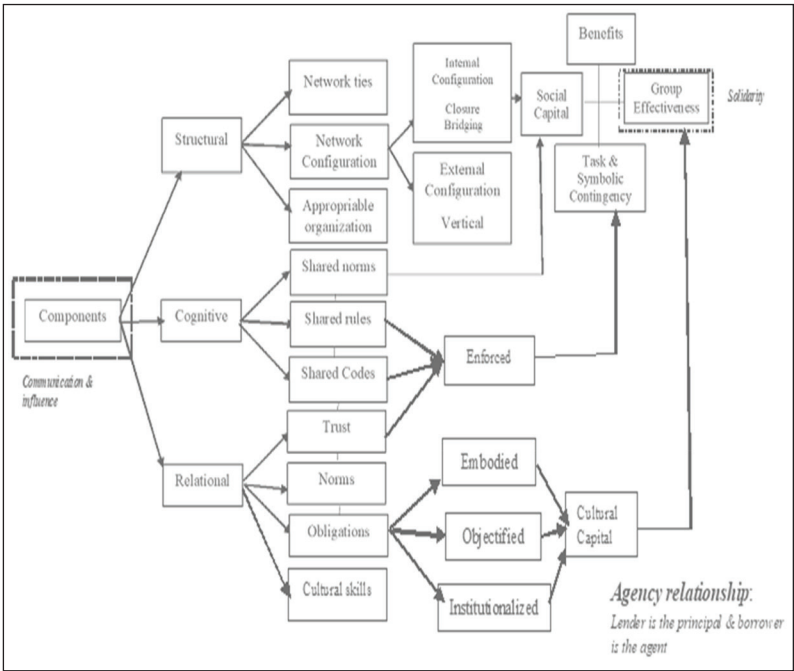 Benefits
Network ties
Internal
Configuration
Closure
Bridging
Social
Capital
Group
Effectiveness
Solidarity
Structural
Network
Configuration
External
Configuration
Vertical
Task &
Symbolic
Contingency
Appropriable
organization
Shared norms
Components
Cognitive
Shared rules
Enforced
Shared Codes
Communication &
influence
Trust
Relational
Norms
Embodied
Obligations
Objectified
Cultural
Capital
Cultural skills
Institutionalized
Agency relationship:
Lender is the principal & borrower
is the agent